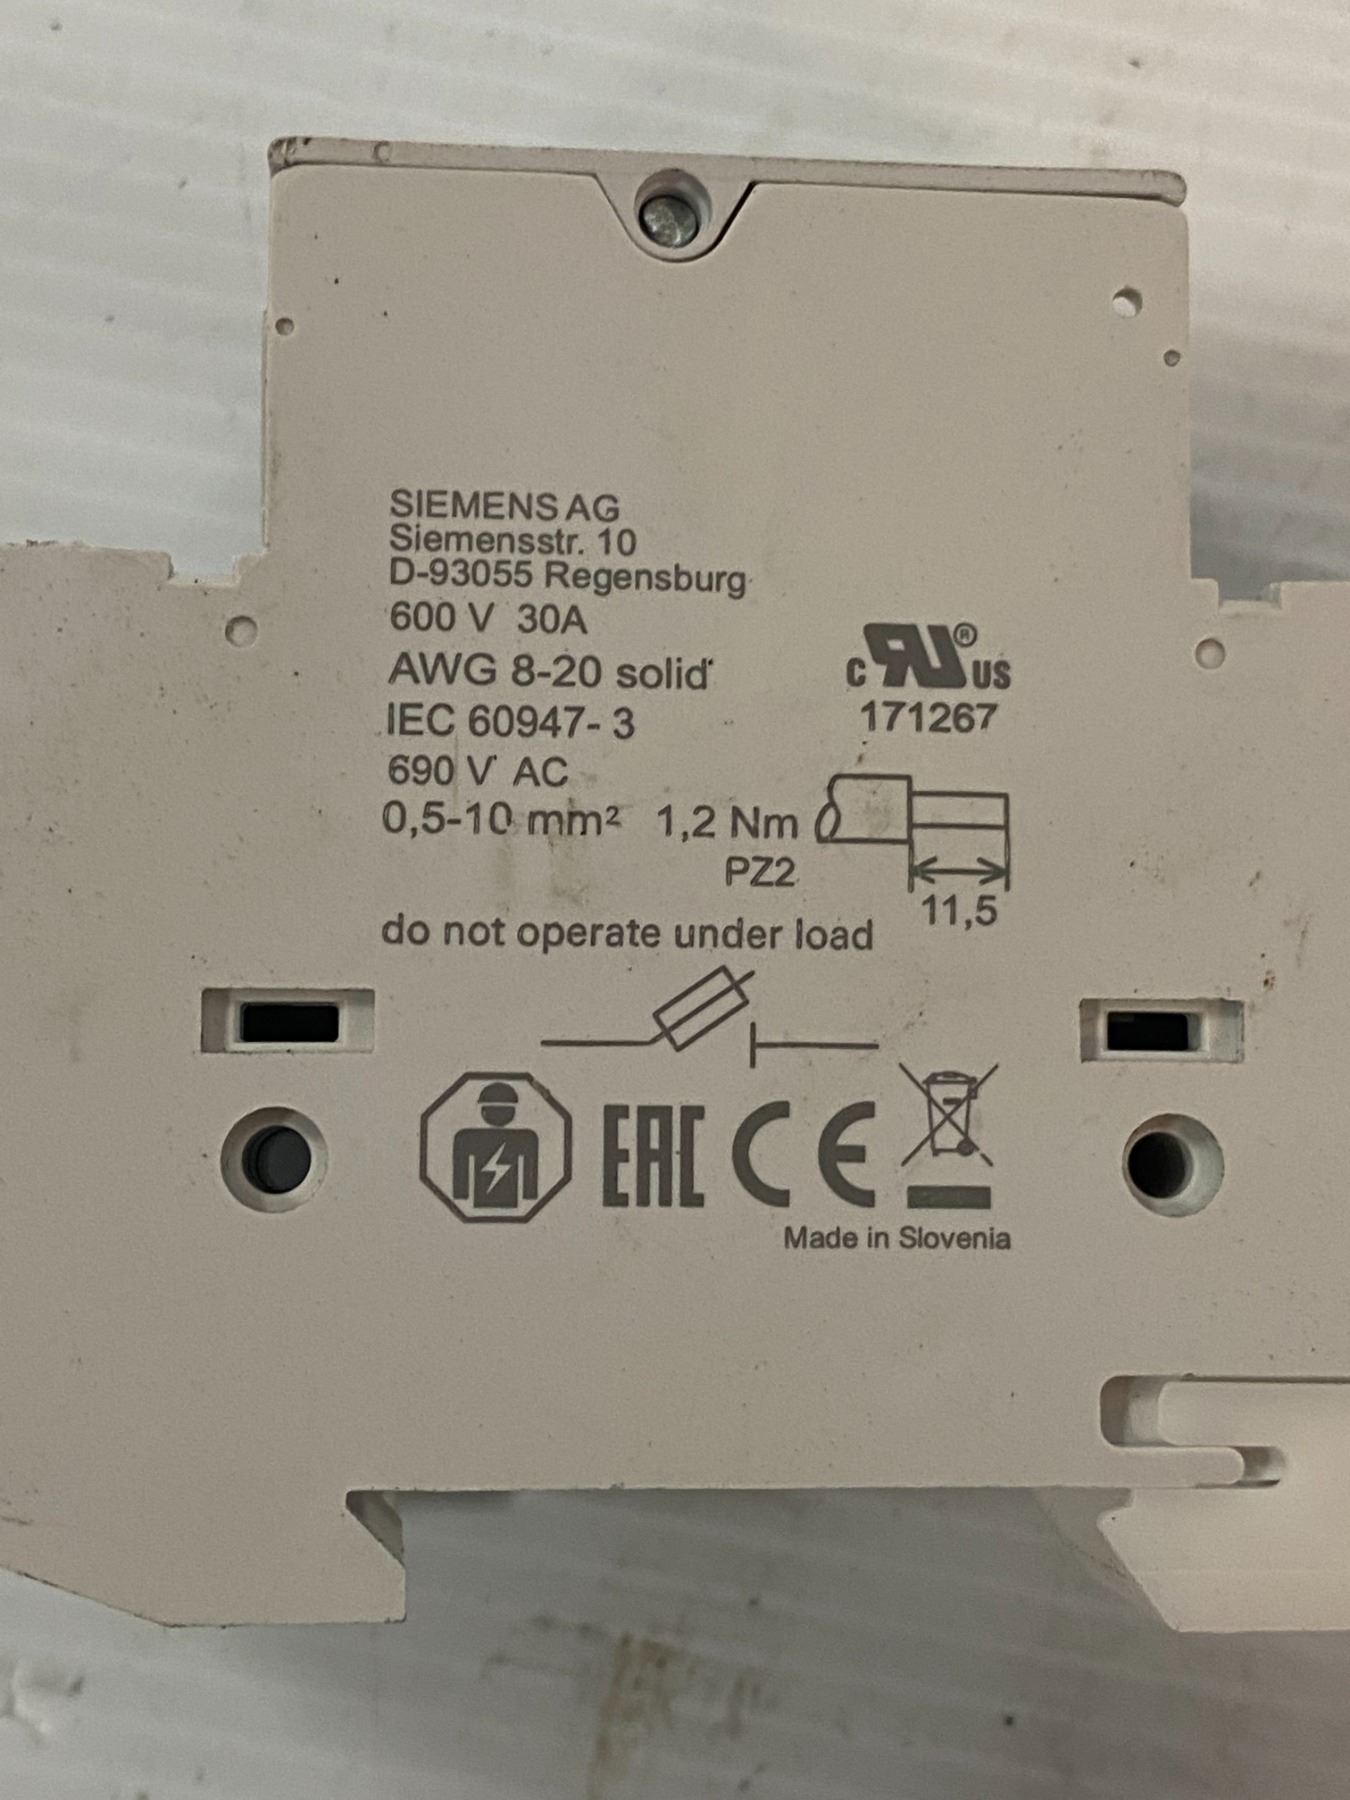 SIEMENS AG
Siemensstr. 10
D-93055 Regensburg
600 V 30A
AWG 8-20 solid
c RU ® US
171267
IEC 60947-3
690 V AC
0,5-10 mm² 1,2 Nm
PZ2
11,5
do not operate under load
EAC CE
Made in Slovenia